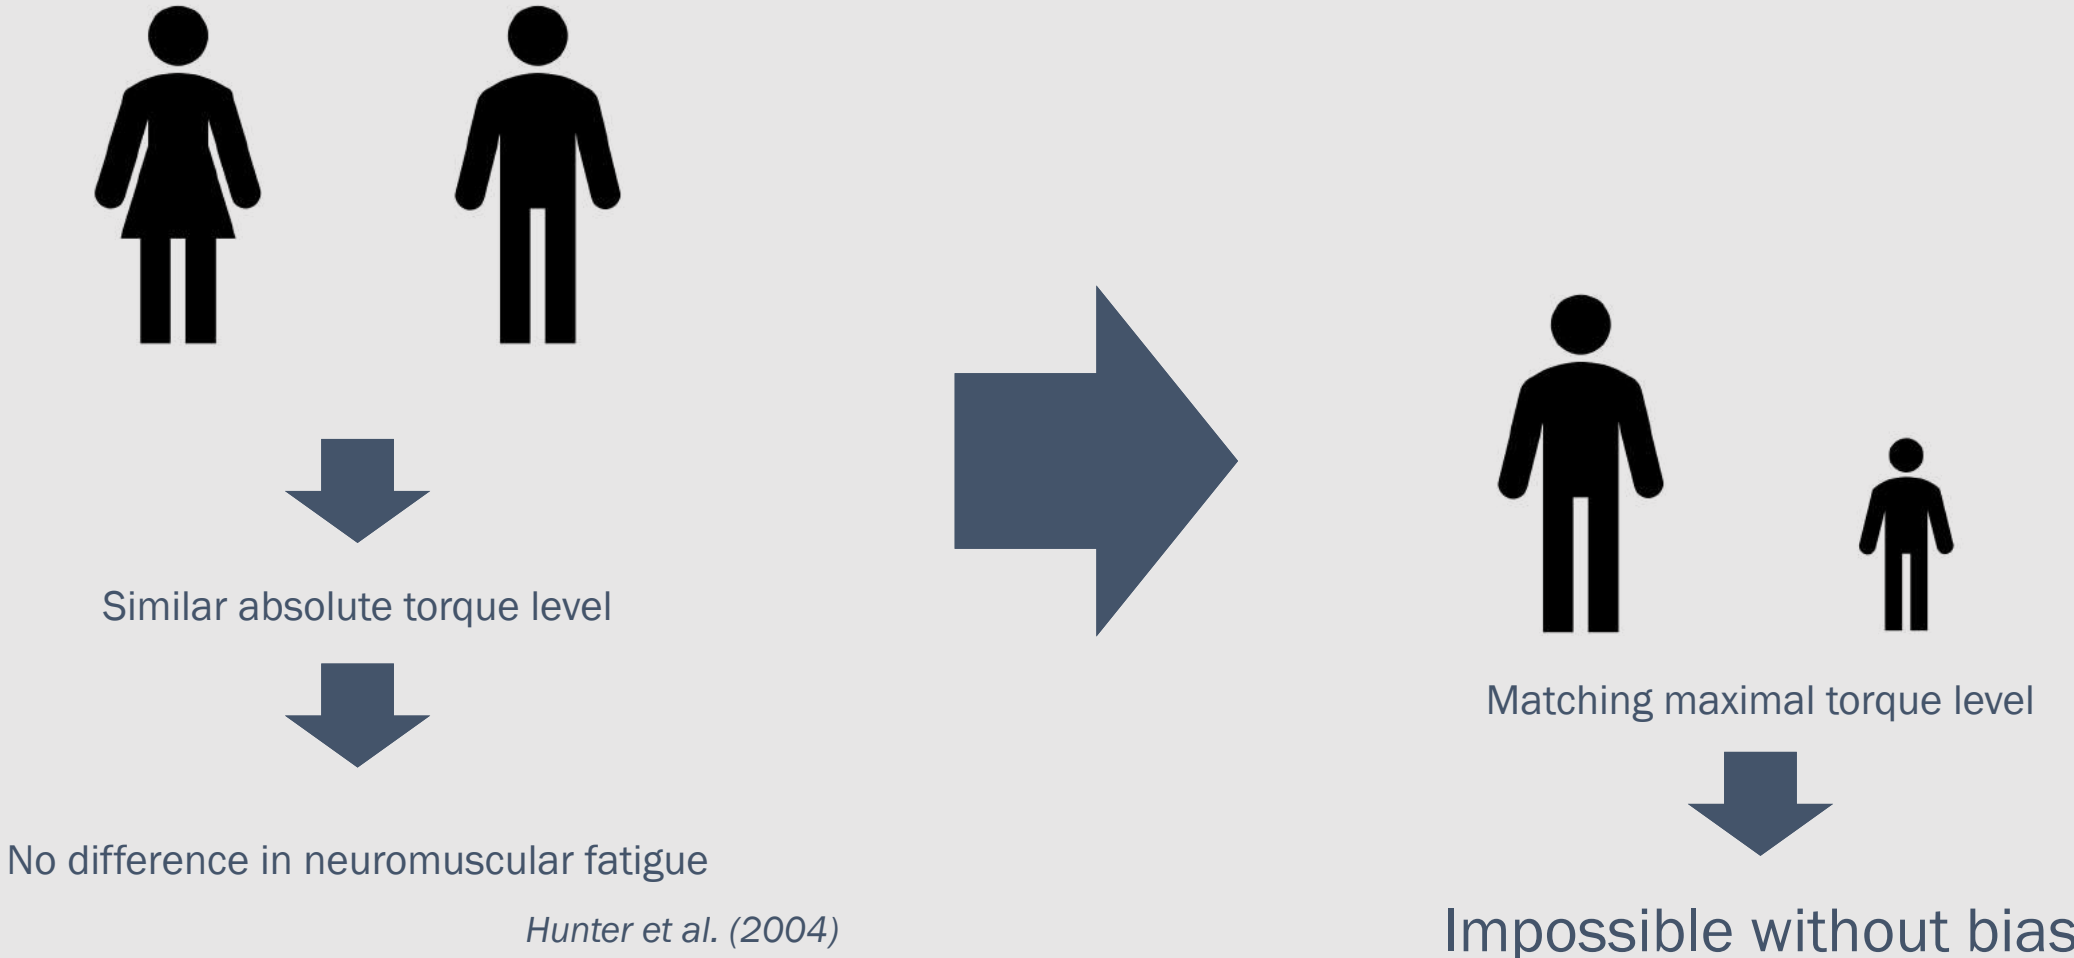 Similar absolute torque level
No difference in neuromuscular fatigue
Hunter et al. (2004)
Matching maximal torque level
Impossible without bias